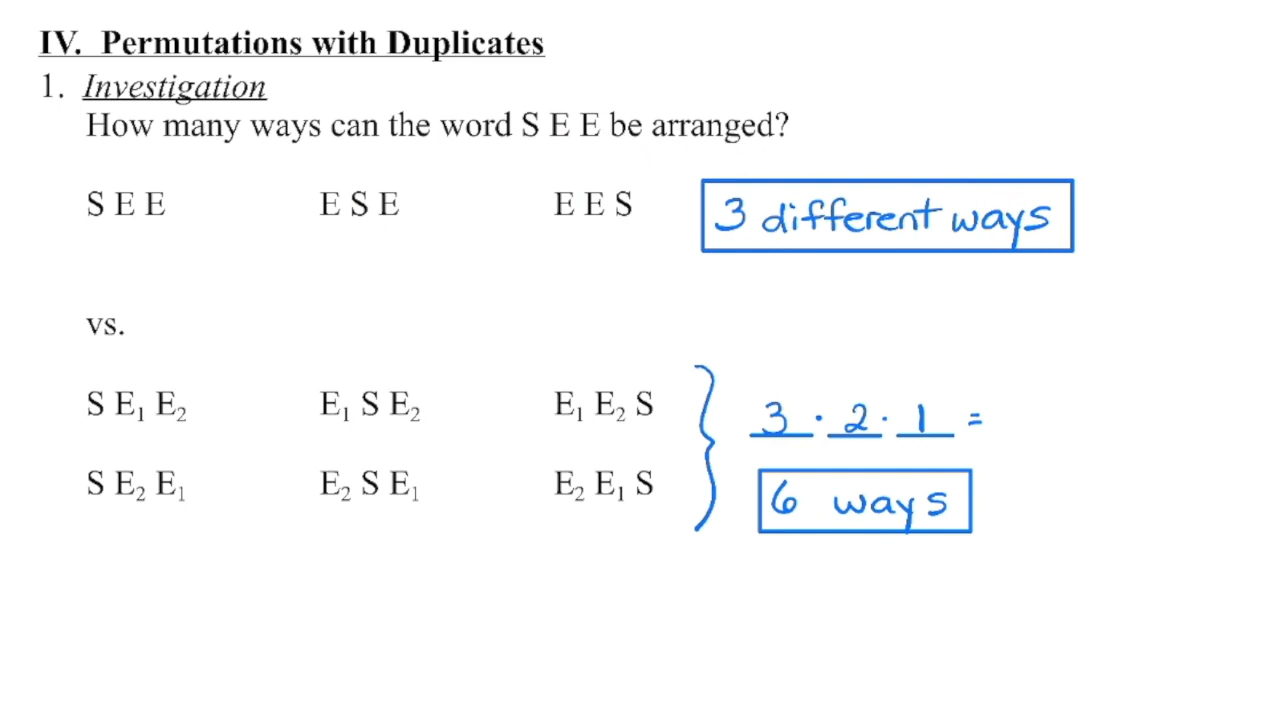 IV. Permutations with Duplicates
1. Investigation
How many ways can the word S E E be arranged?
S E E E S E E E S 3 different ways
vs.
S E₁ E₂ E₁ S E₂ E₁ E₂ S 3 · 2 · 1 =
S E₂ E₁ E₂ S E₁ E₂ E₁ S 6 ways